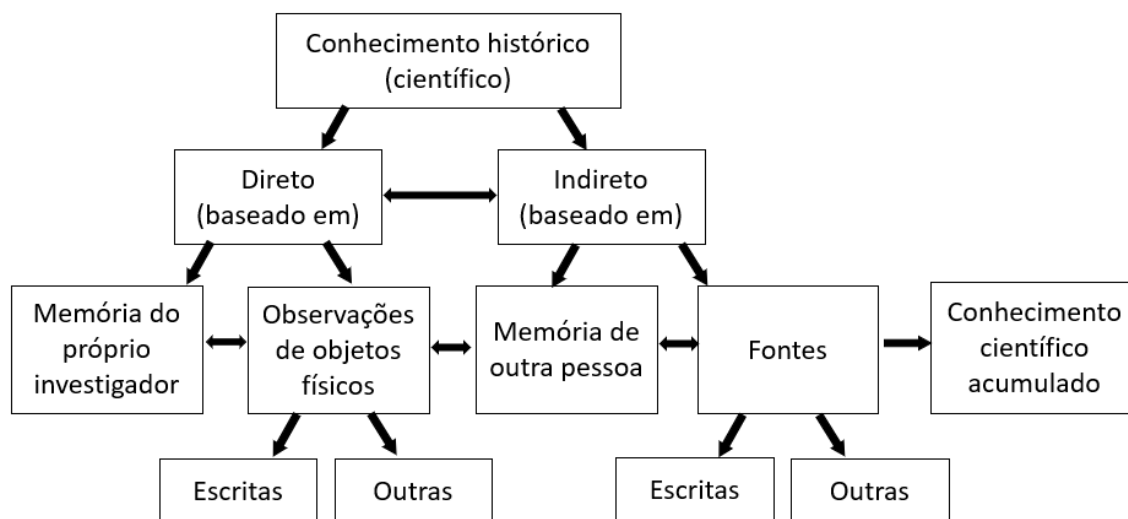 Conhecimento histórico
(científico)
Direto
(baseado em)
Indireto
(baseado em)
Memória do
próprio
investigador
Observações
de objetos
físicos
Memória de
outra pessoa
Fontes
Conhecimento
científico
acumulado
Escritas
Outras
Escritas
Outras